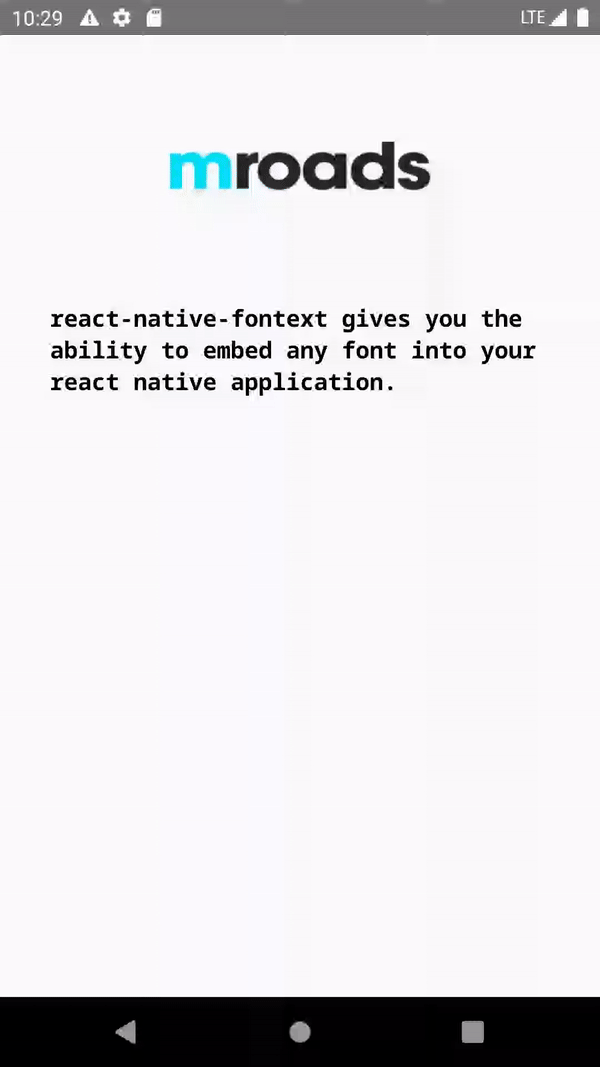 10:29
LTE
mroads
react-native-fontext gives you the
ability to embed any font into your
react native application.